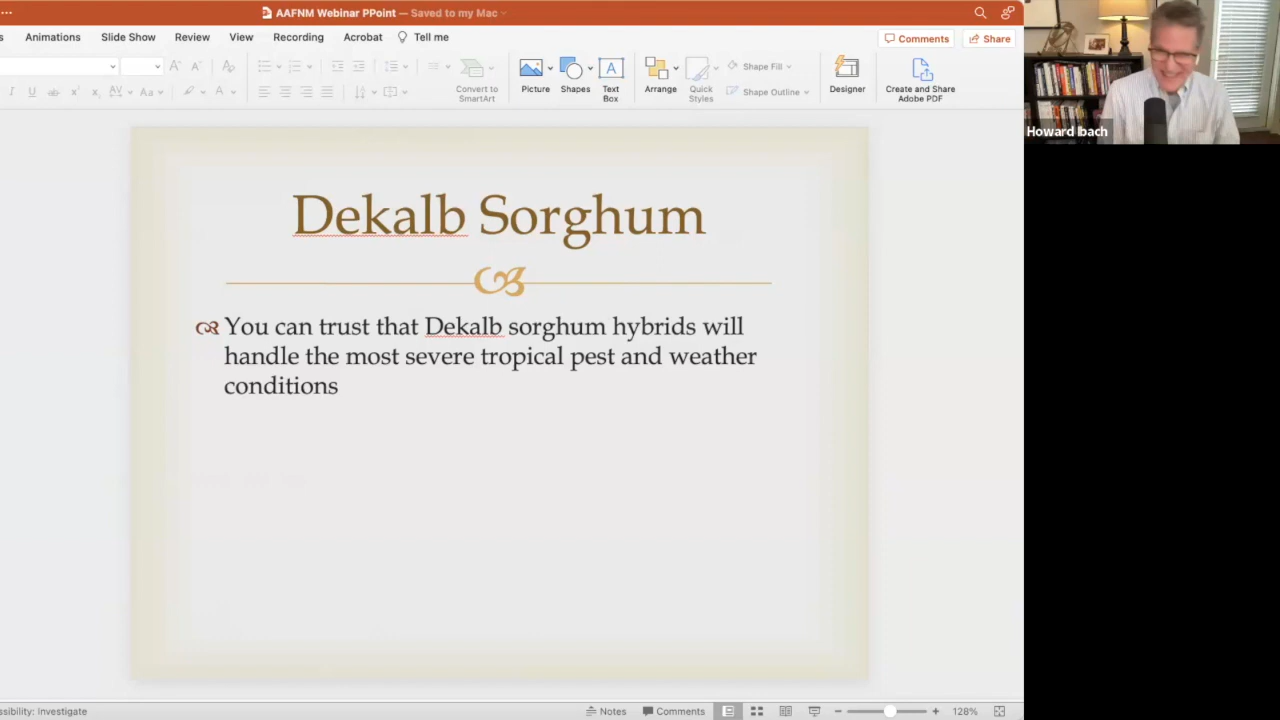 AAFNM Webinar PPoint — Saved to my Mac
Animations Slide Show Review View Recording Acrobat Tell me
Comments Share
Convert to
SmartArt
Picture
Shapes
Text
Box
Arrange
Quick
Styles
Shape Fill
Shape Outline
Designer
Create and Share
Adobe PDF
Howard Ibach
Dekalb Sorghum
You can trust that Dekalb sorghum hybrids will
handle the most severe tropical pest and weather
conditions
ssibility: Investigate
Notes Comments 128%